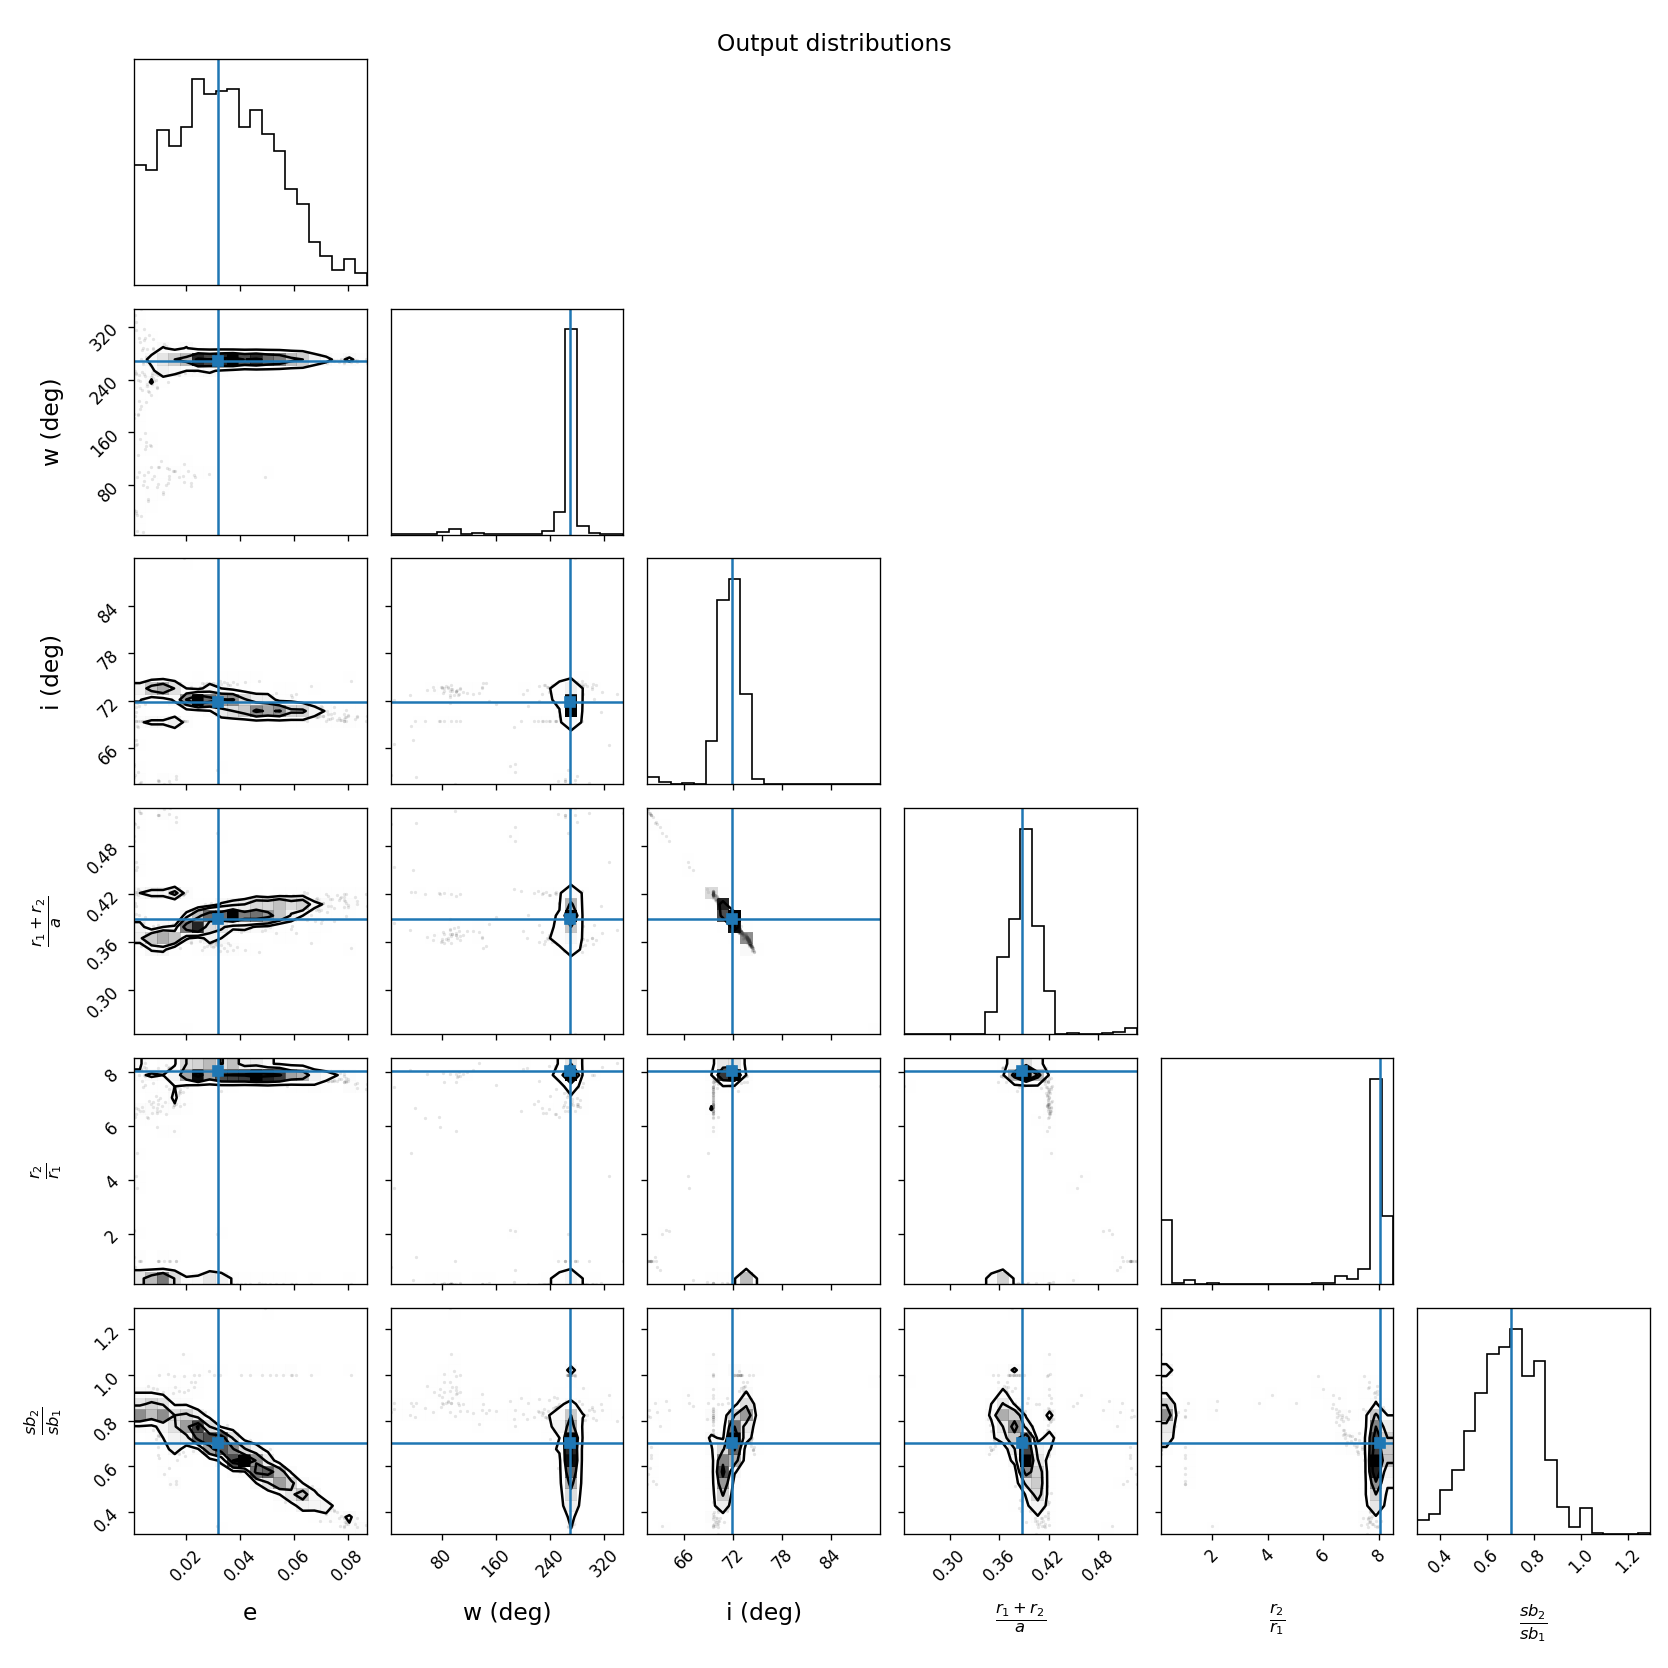 Output distributions
320
240
160
80
w (deg)
84
78
72
66
i (deg)
0.48
0.42
0.36
0.30
r₁ + r₂
a
8
6
4
2
r₂
r₁
1.2
1.0
0.8
0.6
0.4
sb₂
sb₁
0.02 0.04 0.06 0.08 80 160 240 320 66 72 78 84 0.30 0.36 0.42 0.48 2 4 6 8 0.4 0.6 0.8 1.0 1.2
e w (deg) i (deg)
r₁ + r₂
a
r₂
r₁
sb₂
sb₁